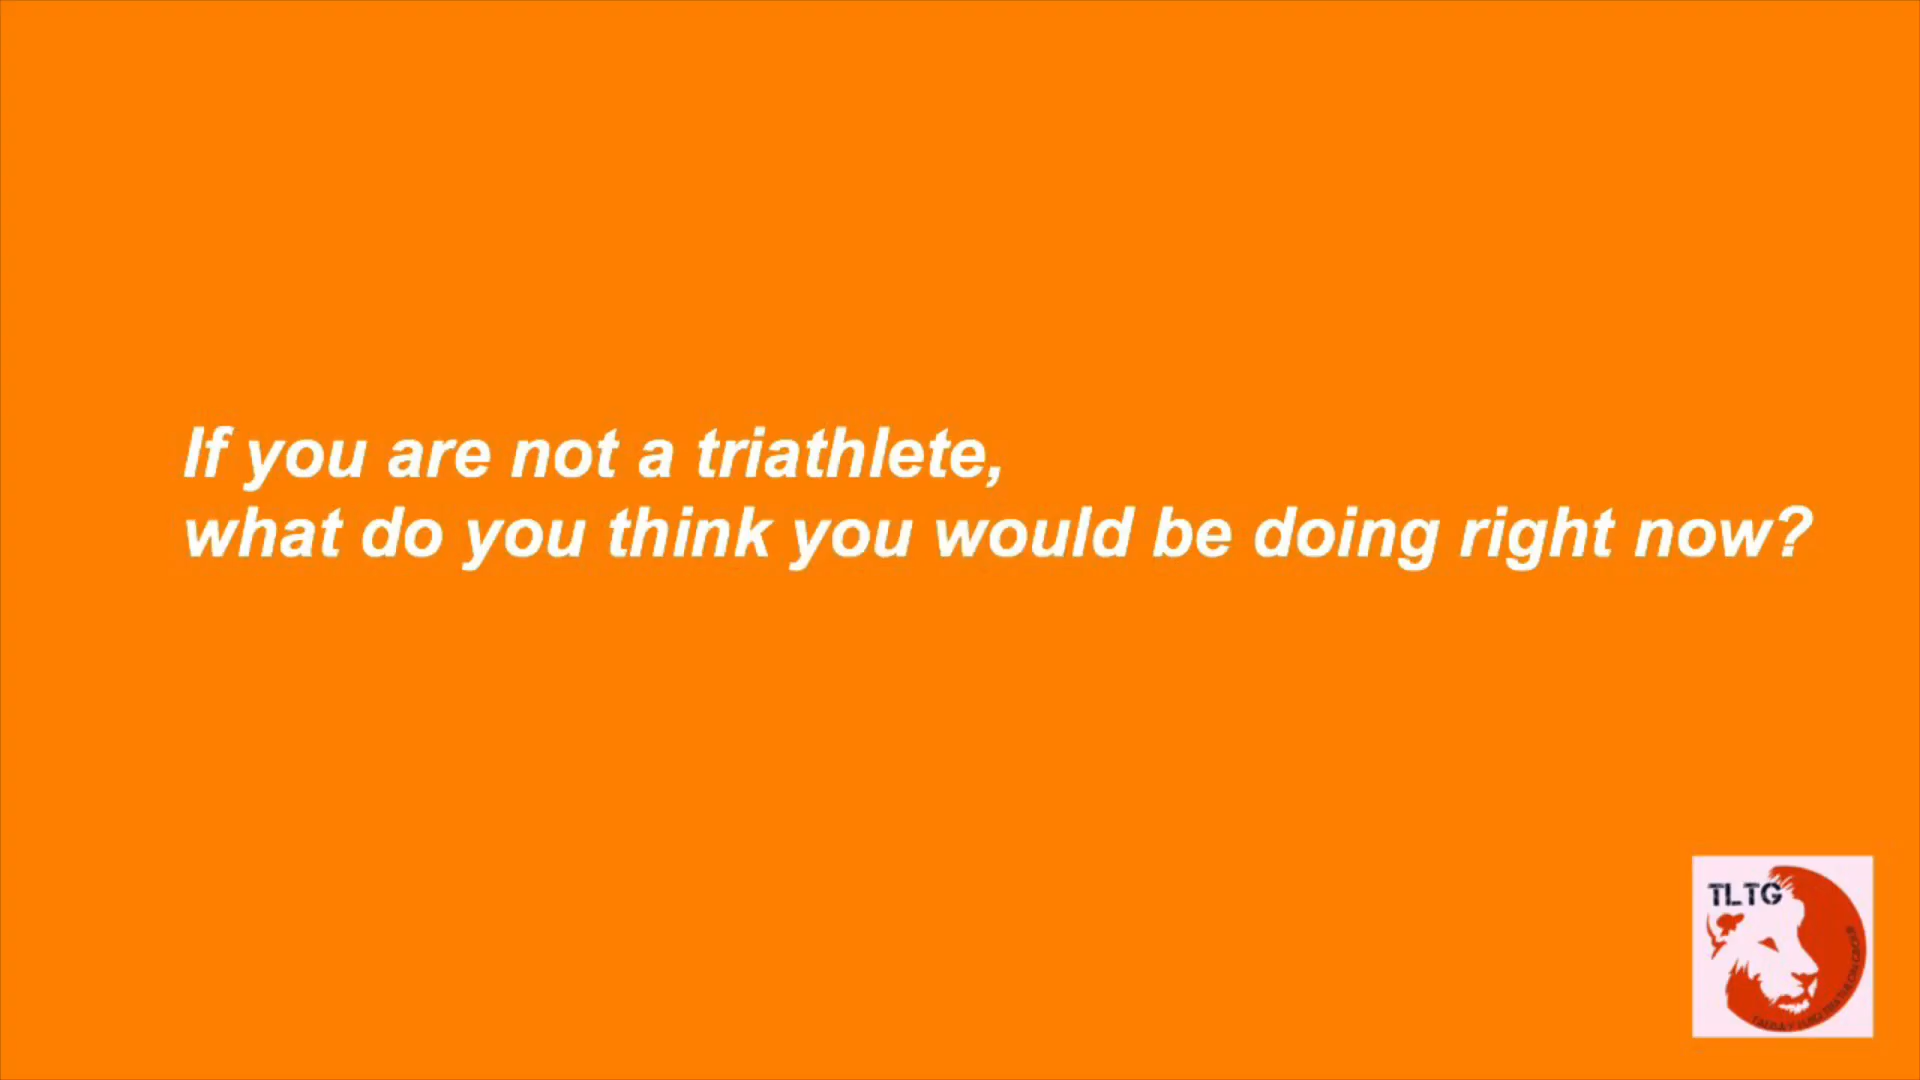 If you are not a triathlete,
what do you think you would be doing right now?
TLTG